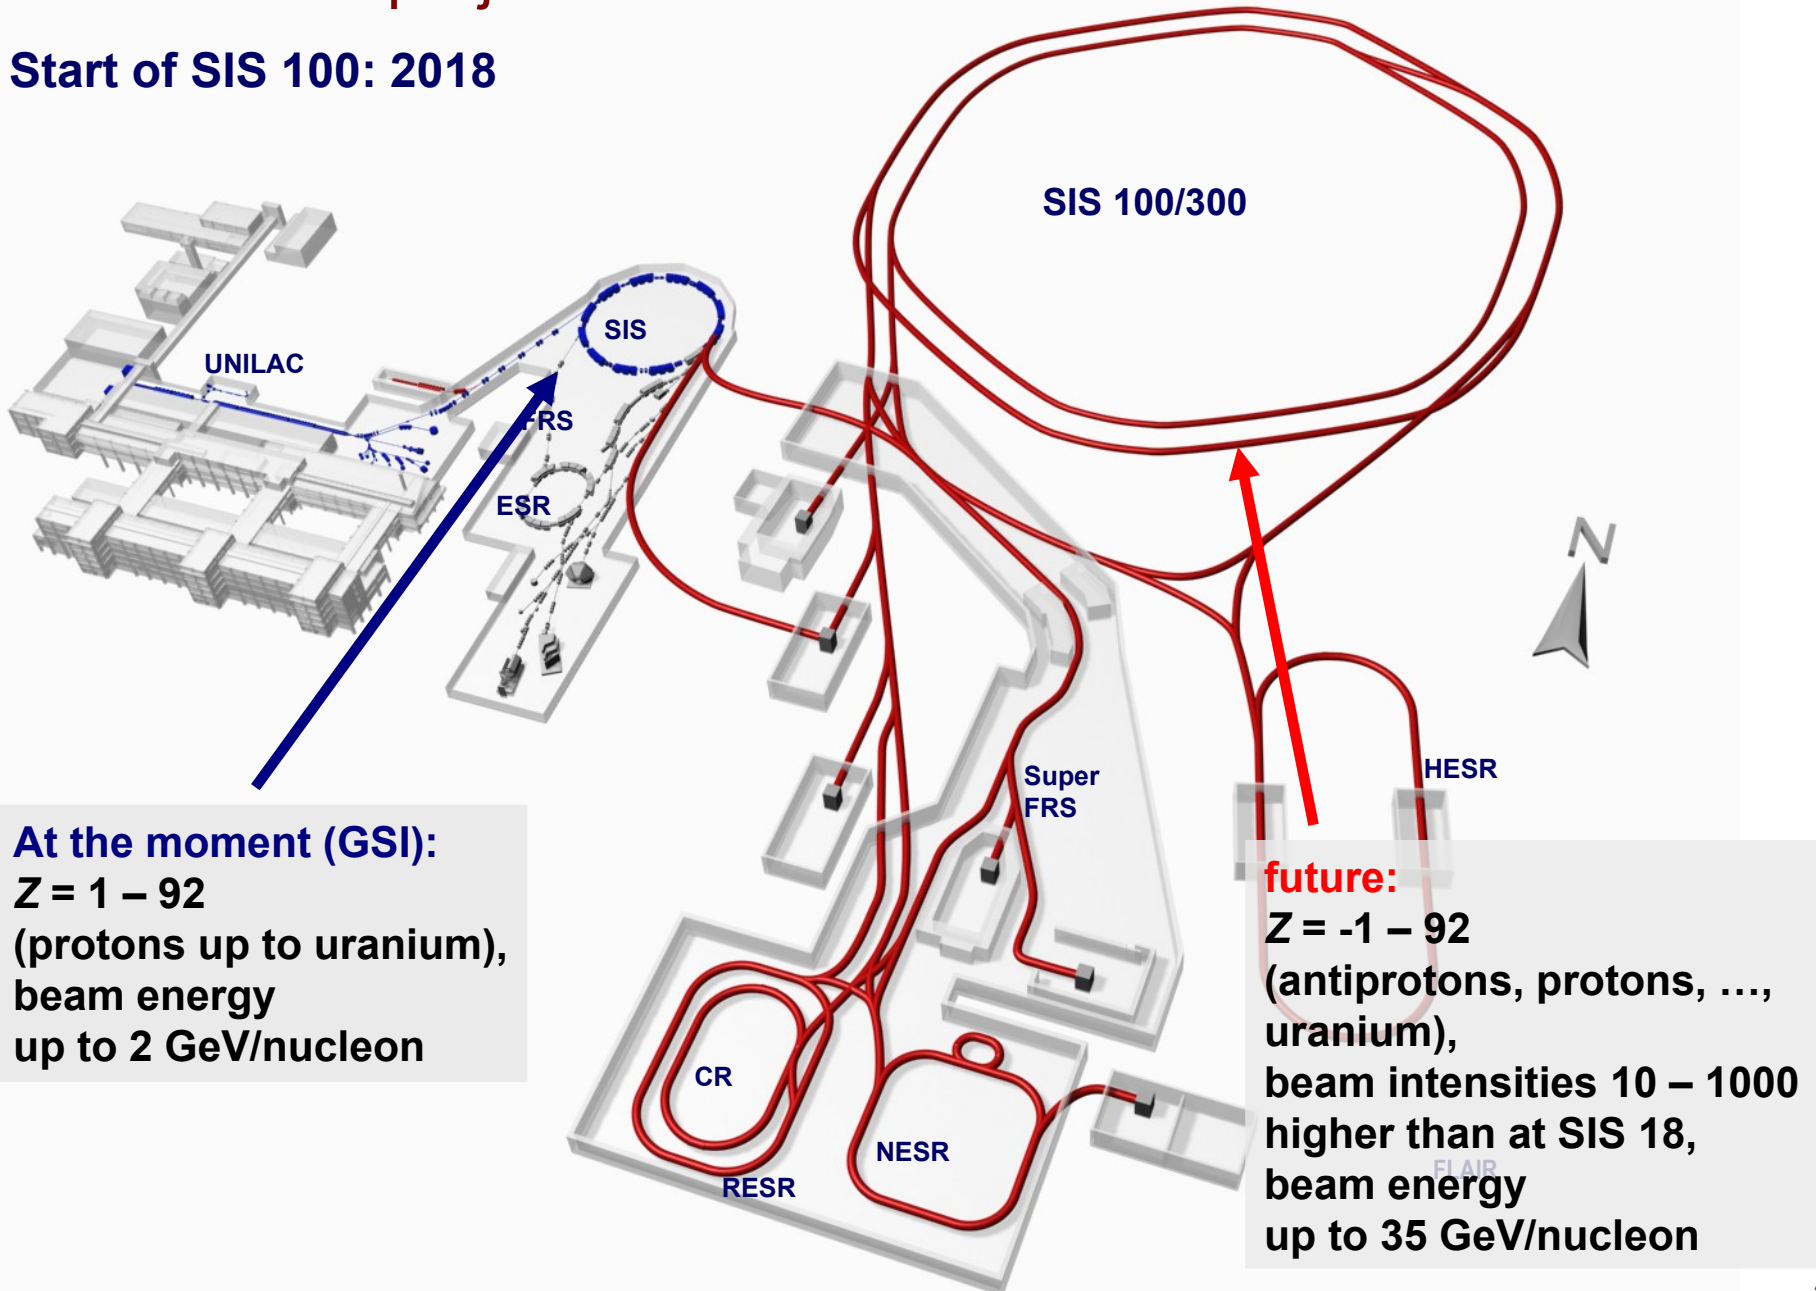 Start of SIS 100: 2018
SIS 100/300
SIS
UNILAC
FRS
ESR
N
HESR
Super
FRS
At the moment (GSI):
Z = 1 – 92
(protons up to uranium),
beam energy
up to 2 GeV/nucleon
future:
Z = -1 – 92
(antiprotons, protons, …,
uranium),
beam intensities 10 – 1000
higher than at SIS 18,
beam energy
up to 35 GeV/nucleon
FLAIR
CR
NESR
RESR